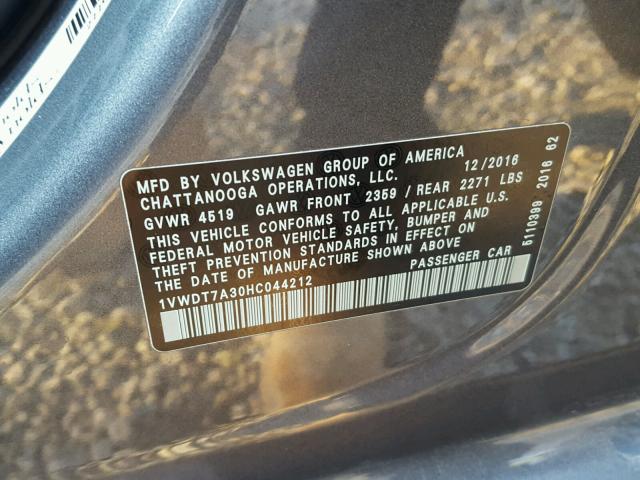 MFD BY VOLKSWAGEN GROUP OF AMERICA 12/2016
CHATTANOOGA OPERATIONS, LLC.
GVWR 4519 GAWR FRONT 2359 / REAR 2271 LBS
THIS VEHICLE CONFORMS TO ALL APPLICABLE U.S.
FEDERAL MOTOR VEHICLE SAFETY, BUMPER AND
THEFT PREVENTION STANDARDS IN EFFECT ON
THE DATE OF MANUFACTURE SHOWN ABOVE
1VWDT7A30HC044212 PASSENGER CAR
5110399 2016 62